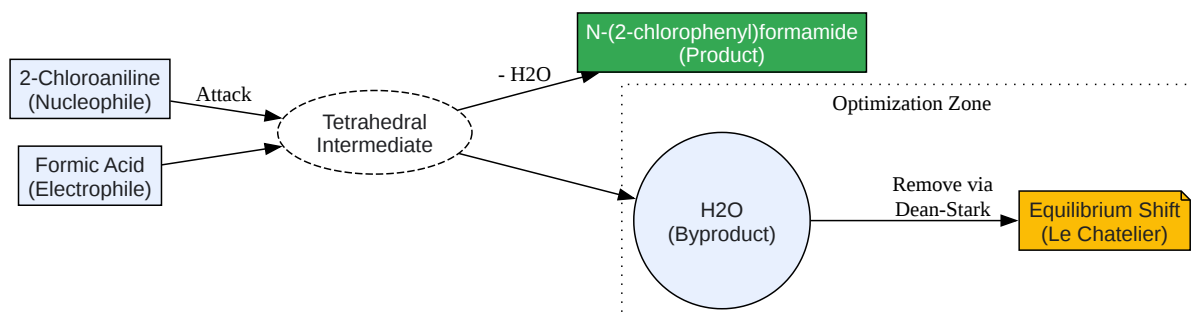 2-Chloroaniline
(Nucleophile)
Formic Acid
(Electrophile)
Attack
Tetrahedral
Intermediate
- H2O
N-(2-chlorophenyl)formamide
(Product)
Optimization Zone
H2O
(Byproduct)
Remove via
Dean-Stark
Equilibrium Shift
(Le Chatelier)